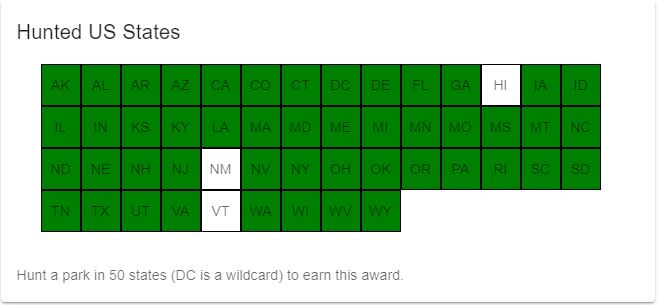 Hunted US States
AK AL AR AZ CA CO CT DC DE FL GA HI IA ID
IL IN KS KY LA MA MD ME MI MN MO MS MT NC
ND NE NH NJ NM NV NY OH OK OR PA RI SC SD
TN TX UT VA VT WA WI WV WY
Hunt a park in 50 states (DC is a wildcard) to earn this award.